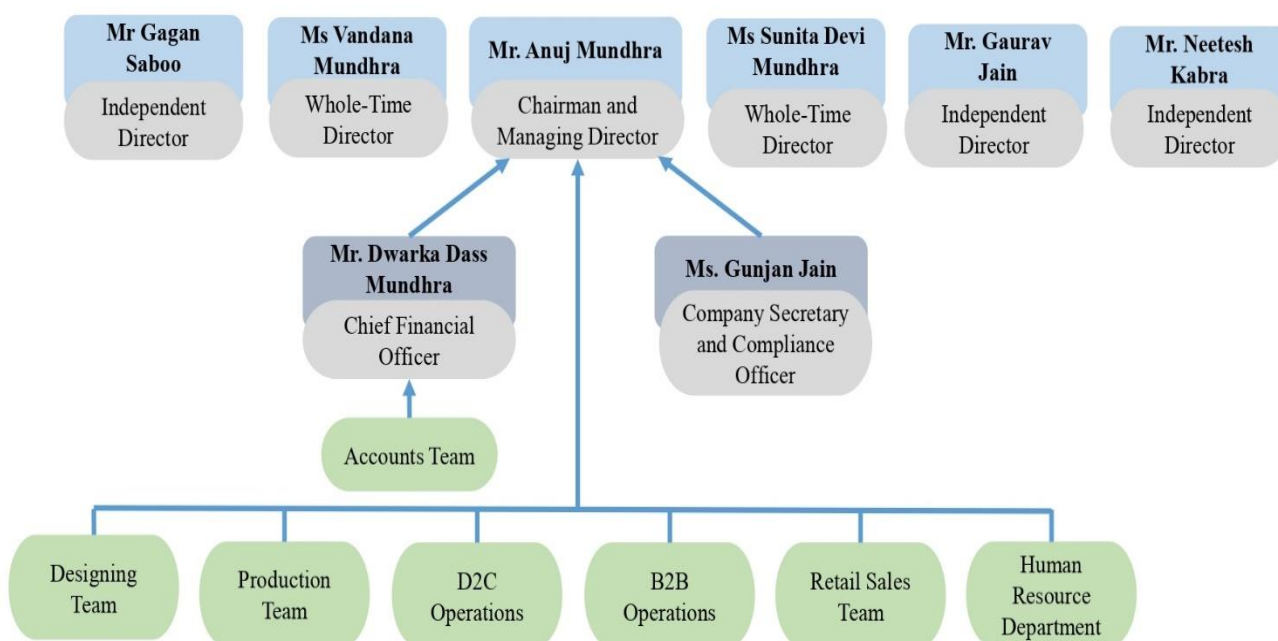 Mr Gagan
Saboo
Independent
Director
Ms Vandana
Mundhra
Whole-Time
Director
Mr. Anuj Mundhra
Chairman and
Managing Director
Ms Sunita Devi
Mundhra
Whole-Time
Director
Mr. Gaurav
Jain
Independent
Director
Mr. Neetesh
Kabra
Independent
Director
Mr. Dwarka Dass
Mundhra
Chief Financial
Officer
Ms. Gunjan Jain
Company Secretary
and Compliance
Officer
Accounts Team
Designing
Team
Production
Team
D2C
Operations
B2B
Operations
Retail Sales
Team
Human
Resource
Department